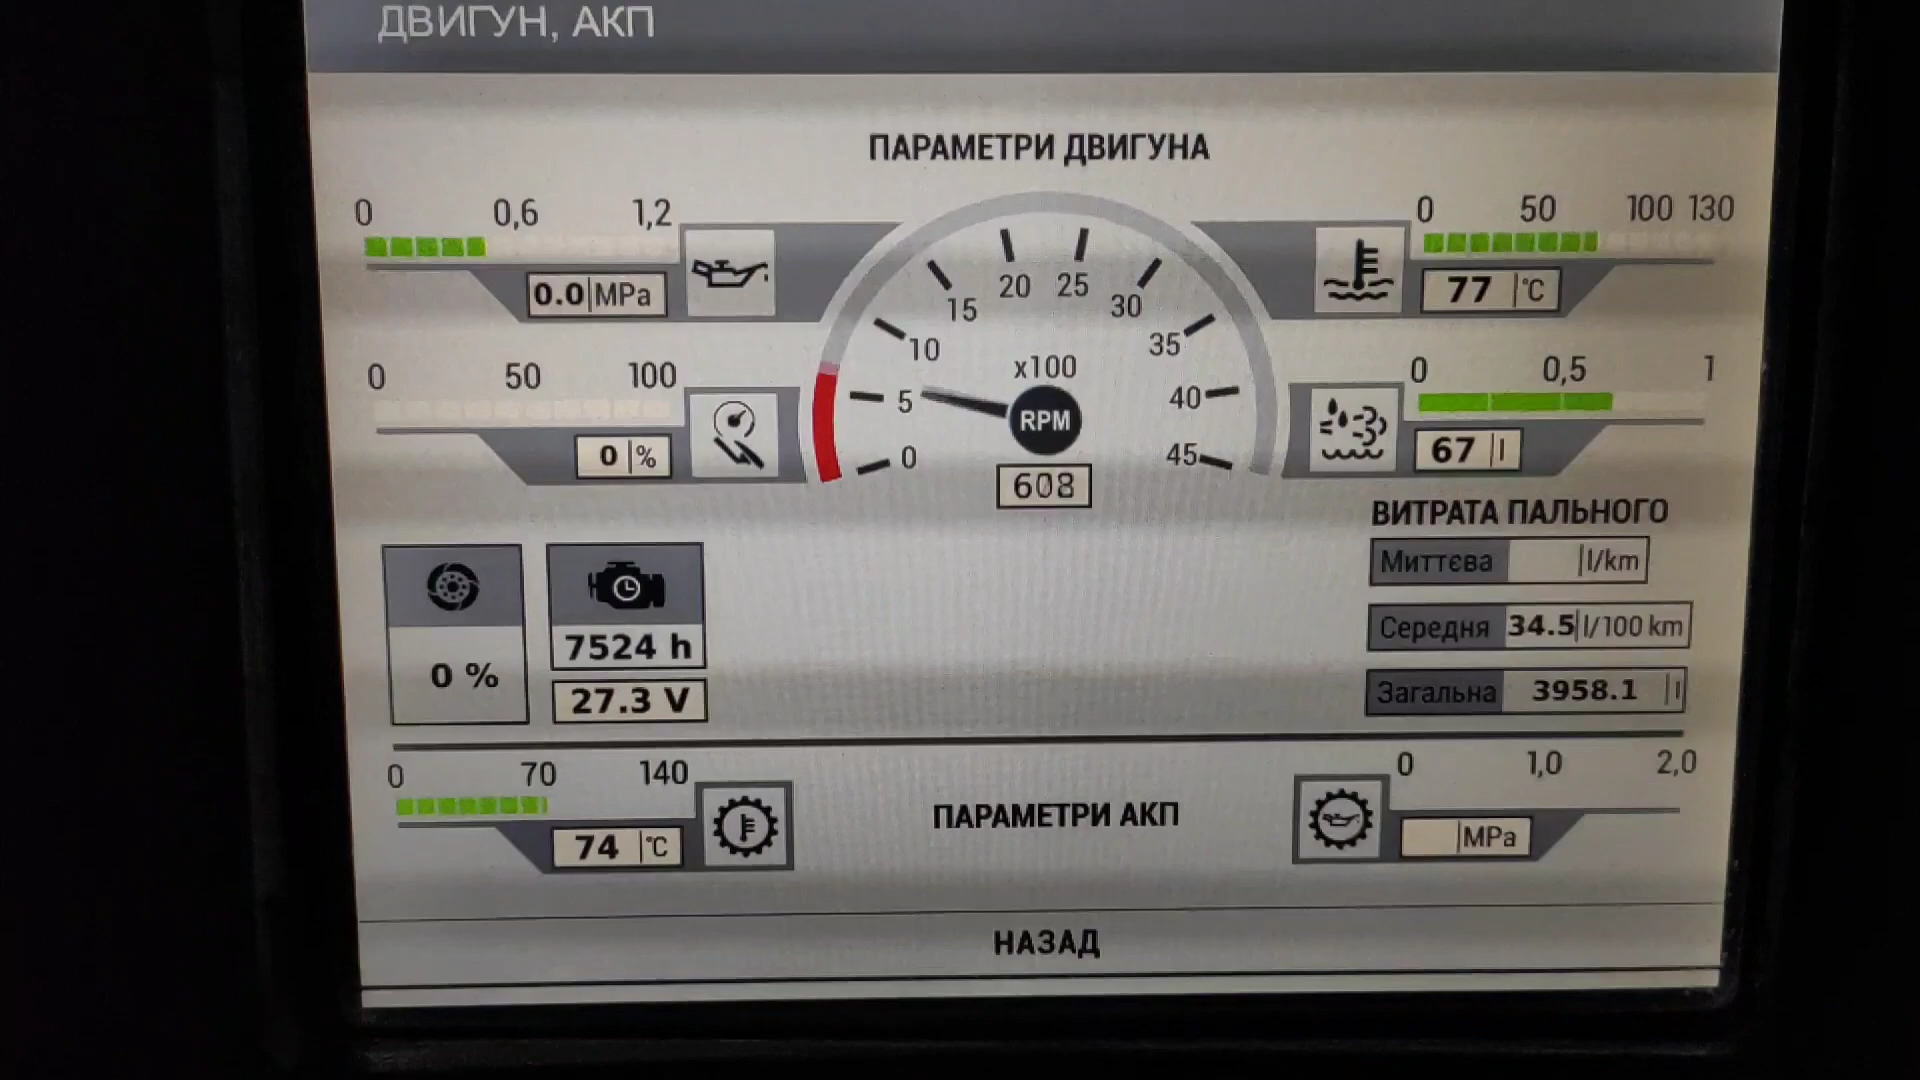 ДВИГУН, АКП
ПАРАМЕТРИ ДВИГУНА
0 0,6 1,2
0.0 MPa
0 50 100 130
77 °C
0 50 100
0 %
0 5 10 15 20 25 30 35 40 45
x100
RPM
608
0 0,5 1
67 l
ВИТРАТА ПАЛЬНОГО
Миттєва l/km
Середня 34.5 l/100 km
Загальна 3958.1 l
0 %
7524 h
27.3 V
0 70 140
74 °C
ПАРАМЕТРИ АКП
0 1,0 2,0
MPa
НАЗАД